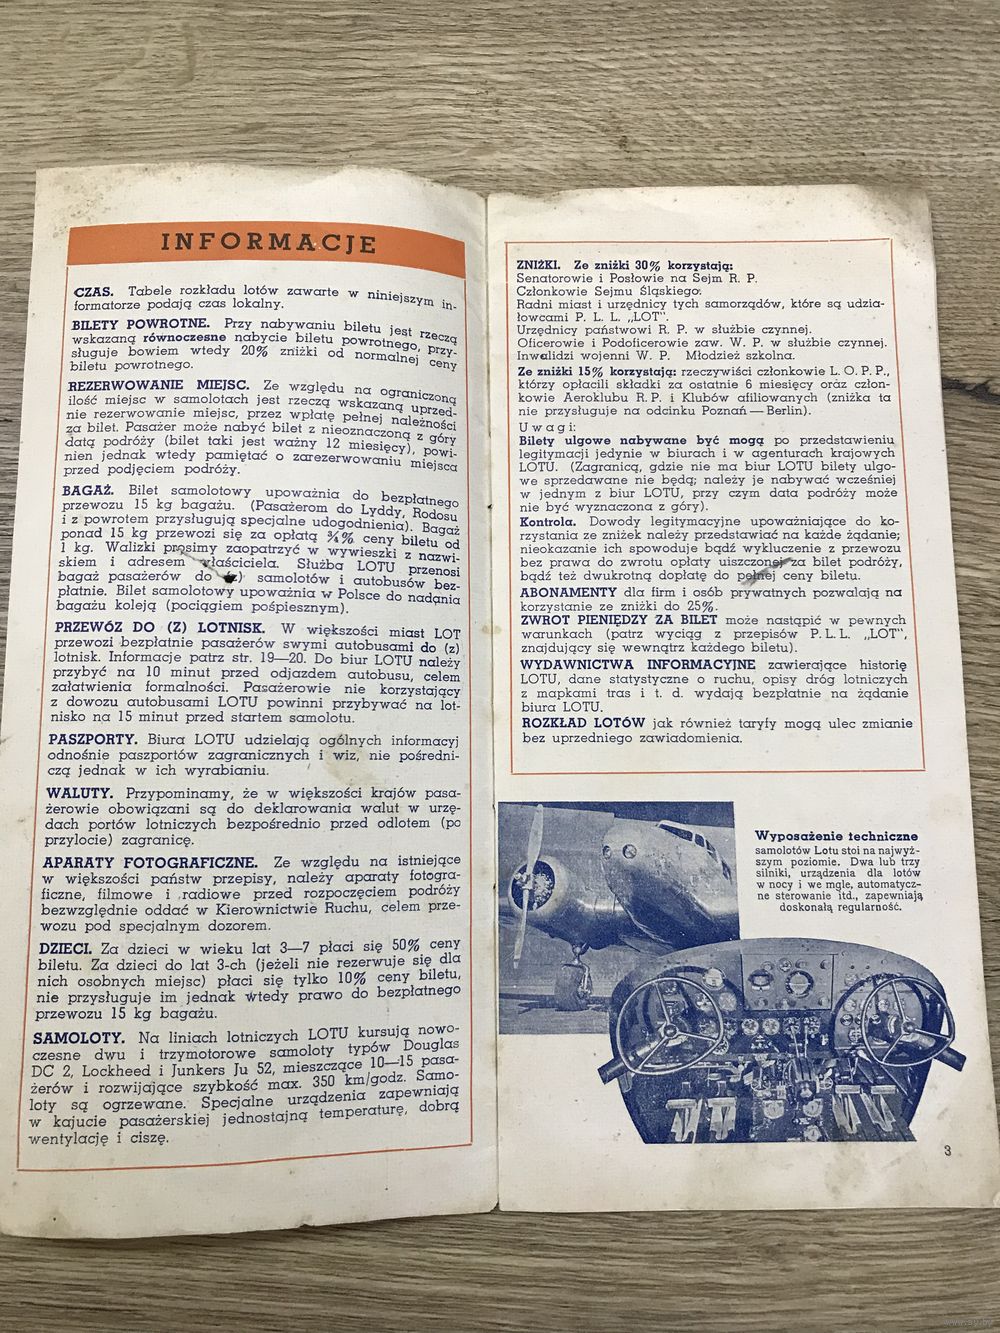 INFORMACJE
CZAS. Tabele rozkładu lotów zawarte w niniejszym in-
formatorze podają czas lokalny.
BILETY POWROTNE. Przy nabywaniu biletu jest rzeczą
wskazaną równoczesne nabycie biletu powrotnego, przy-
sługuje bowiem wtedy 20% zniżki od normalnej ceny
biletu powrotnego.
REZERWOWANIE MIEJSC. Ze względu na ograniczoną
ilość miejsc w samolotach jest rzeczą wskazaną uprzed-
nie rezerwowanie miejsc, przez wpłatę pełnej należności
za bilet. Pasażer może nabyć bilet z nieoznaczoną z góry
datą podróży (bilet taki jest ważny 12 miesięcy), powi-
nien jednak wtedy pamiętać o zarezerwowaniu miejsca
przed podjęciem podróży.
BAGAŻ. Bilet samolotowy upoważnia do bezpłatnego
przewozu 15 kg bagażu. (Pasażerom do Lyddy, Rodosu
i z powrotem przysługują specjalne udogodnienia). Bagaż
ponad 15 kg przewozi się za opłatą ¾% ceny biletu od
1 kg. Walizki prosimy zaopatrzyć w wywieszki z nazwi-
skiem i adresem właściciela. Służba LOTU przenosi
bagaż pasażerów do (z) samolotów i autobusów bez-
płatnie. Bilet samolotowy upoważnia w Polsce do nadania
bagażu koleją (pociągiem pośpiesznym).
PRZEWÓZ DO (Z) LOTNISK. W większości miast LOT
przewozi bezpłatnie pasażerów swymi autobusami do (z)
lotnisk. Informacje patrz str. 19—20. Do biur LOTU należy
przybyć na 10 minut przed odjazdem autobusu, celem
załatwienia formalności. Pasażerowie nie korzystający
z dowozu autobusami LOTU powinni przybywać na lot-
nisko na 15 minut przed startem samolotu.
PASZPORTY. Biura LOTU udzielają ogólnych informacyj
odnośnie paszportów zagranicznych i wiz, nie pośredni-
czą jednak w ich wyrabianiu.
WALUTY. Przypominamy, że w większości krajów pasa-
żerowie obowiązani są do deklarowania walut w urzę-
dach portów lotniczych bezpośrednio przed odlotem (po
przylocie) zagranicę.
APARATY FOTOGRAFICZNE. Ze względu na istniejące
w większości państw przepisy, należy aparaty fotogra-
ficzne, filmowe i radiowe przed rozpoczęciem podróży
bezwzględnie oddać w Kierownictwie Ruchu, celem prze-
wozu pod specjalnym dozorem.
DZIECI. Za dzieci w wieku lat 3—7 płaci się 50% ceny
biletu. Za dzieci do lat 3-ch (jeżeli nie rezerwuje się dla
nich osobnych miejsc) płaci się tylko 10% ceny biletu,
nie przysługuje im jednak wtedy prawo do bezpłatnego
przewozu 15 kg bagażu.
SAMOLOTY. Na liniach lotniczych LOTU kursują nowo-
czesne dwu i trzymotorowe samoloty typów Douglas
DC 2, Lockheed i Junkers Ju 52, mieszczące 10—15 pasa-
żerów i rozwijające szybkość max. 350 km/godz. Samo-
loty są ogrzewane. Specjalne urządzenia zapewniają
w kajucie pasażerskiej jednostajną temperaturę, dobrą
wentylację i ciszę.
ZNIŻKI. Ze zniżki 30% korzystają:
Senatorowie i Posłowie na Sejm R. P.
Członkowie Sejmu Śląskiego.
Radni miast i urzędnicy tych samorządów, które są udzia-
łowcami P. L. L. „LOT“.
Urzędnicy państwowi R. P. w służbie czynnej.
Oficerowie i Podoficerowie zaw. W. P. w służbie czynnej.
Inwalidzi wojenni W. P. Młodzież szkolna.
Ze zniżki 15% korzystają: rzeczywiści członkowie L. O. P. P.,
którzy opłacili składki za ostatnie 6 miesięcy oraz człon-
kowie Aeroklubu R. P. i Klubów afiliowanych (zniżka ta
nie przysługuje na odcinku Poznań — Berlin).
Uwagi:
Bilety ulgowe nabywane być mogą po przedstawieniu
legitymacji jedynie w biurach i w agenturach krajowych
LOTU. (Zagranicą, gdzie nie ma biur LOTU bilety ulgo-
we sprzedawane nie będą; należy je nabywać wcześniej
w jednym z biur LOTU, przy czym data podróży może
nie być wyznaczona z góry).
Kontrola. Dowody legitymacyjne upoważniające do ko-
rzystania ze zniżek należy przedstawiać na każde żądanie;
nieokazanie ich spowoduje bądź wykluczenie z przewozu
bez prawa do zwrotu opłaty uiszczonej za bilet podróży,
bądź też dwukrotną dopłatę do pełnej ceny biletu.
ABONAMENTY dla firm i osób prywatnych pozwalają na
korzystanie ze zniżki do 25%.
ZWROT PIENIĘDZY ZA BILET może nastąpić w pewnych
warunkach (patrz wyciąg z przepisów P. L. L. „LOT“,
znajdujący się wewnątrz każdego biletu).
WYDAWNICTWA INFORMACYJNE zawierające historię
LOTU, dane statystyczne o ruchu, opisy dróg lotniczych
z mapkami tras i t. d. wydają bezpłatnie na żądanie
biura LOTU.
ROZKŁAD LOTÓW jak również taryfy mogą ulec zmianie
bez uprzedniego zawiadomienia.
Wyposażenie techniczne
samolotów Lotu stoi na najwyż-
szym poziomie. Dwa lub trzy
silniki, urządzenia dla lotów
w nocy i we mgle, automatycz-
ne sterowanie itd., zapewniają
doskonałą regularność.
3
www.ay.by